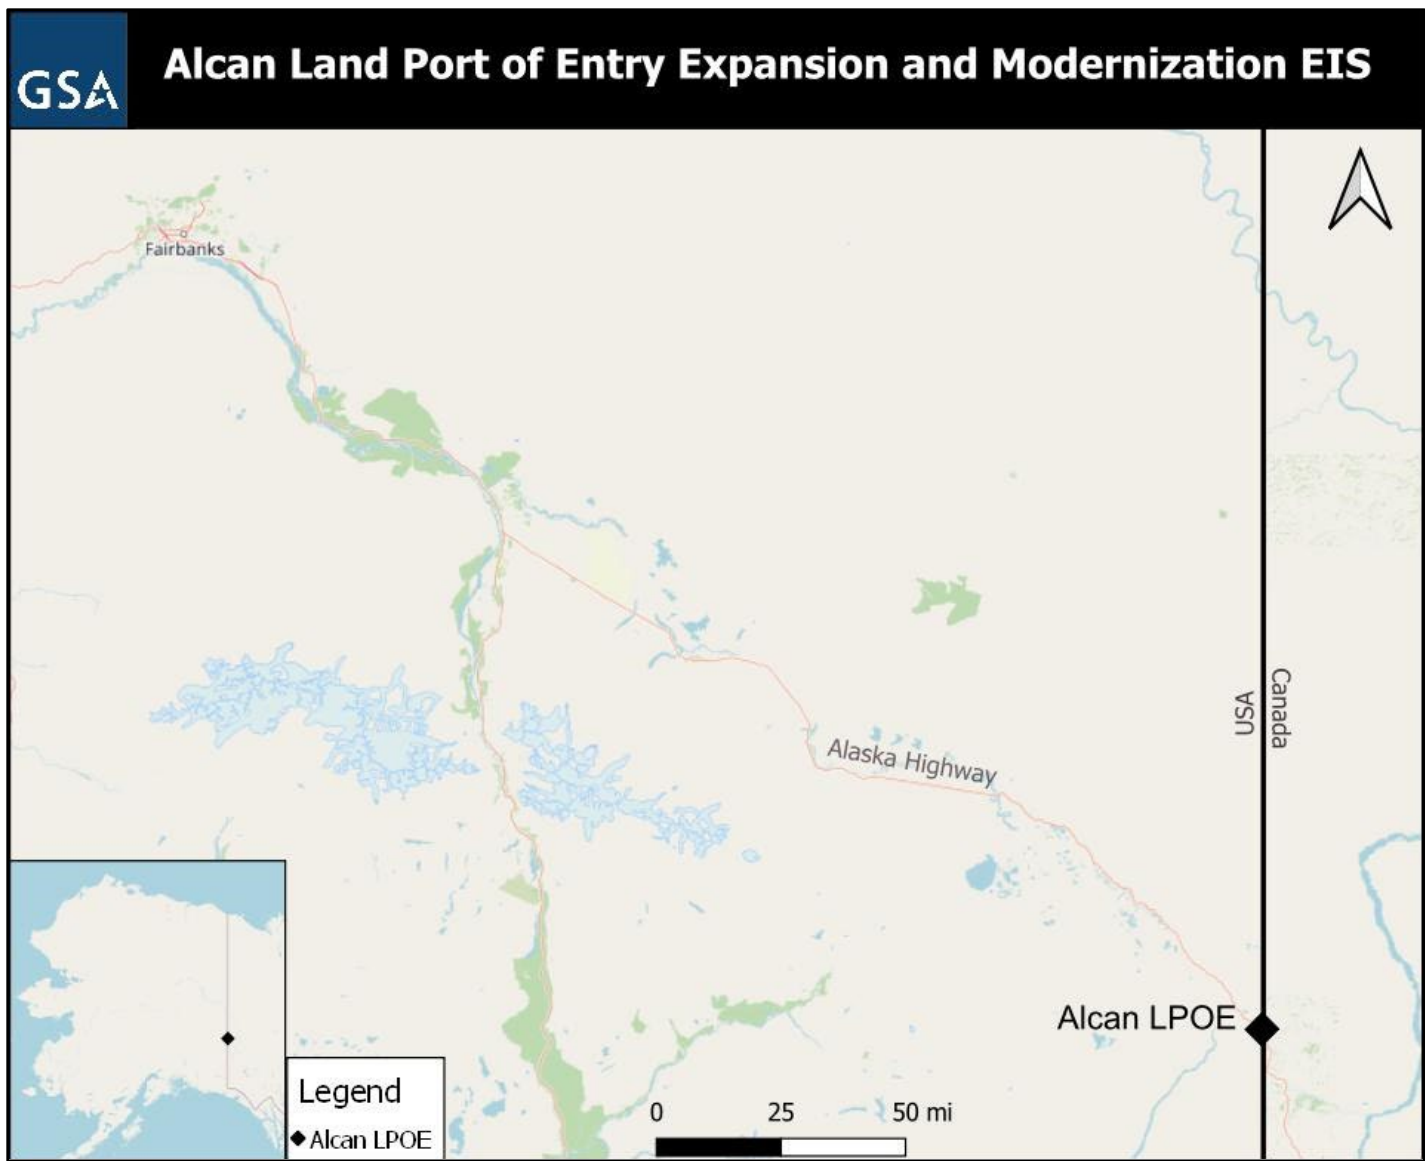 GSA
Alcan Land Port of Entry Expansion and Modernization EIS
Fairbanks
Canada
USA
Alaska Highway
Alcan LPOE
Legend
Alcan LPOE
0 25 50 mi